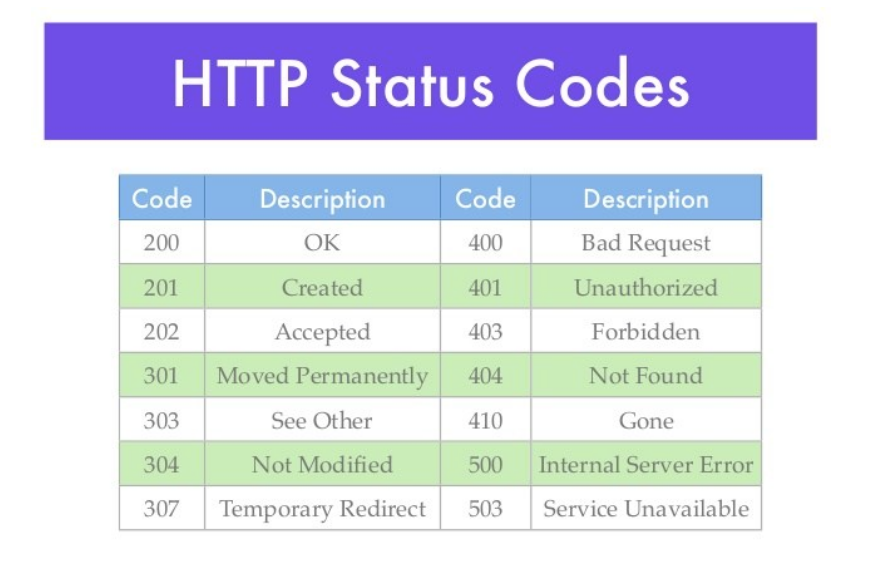 HTTP Status Codes
Code Description Code Description
200 OK 400 Bad Request
201 Created 401 Unauthorized
202 Accepted 403 Forbidden
301 Moved Permanently 404 Not Found
303 See Other 410 Gone
304 Not Modified 500 Internal Server Error
307 Temporary Redirect 503 Service Unavailable